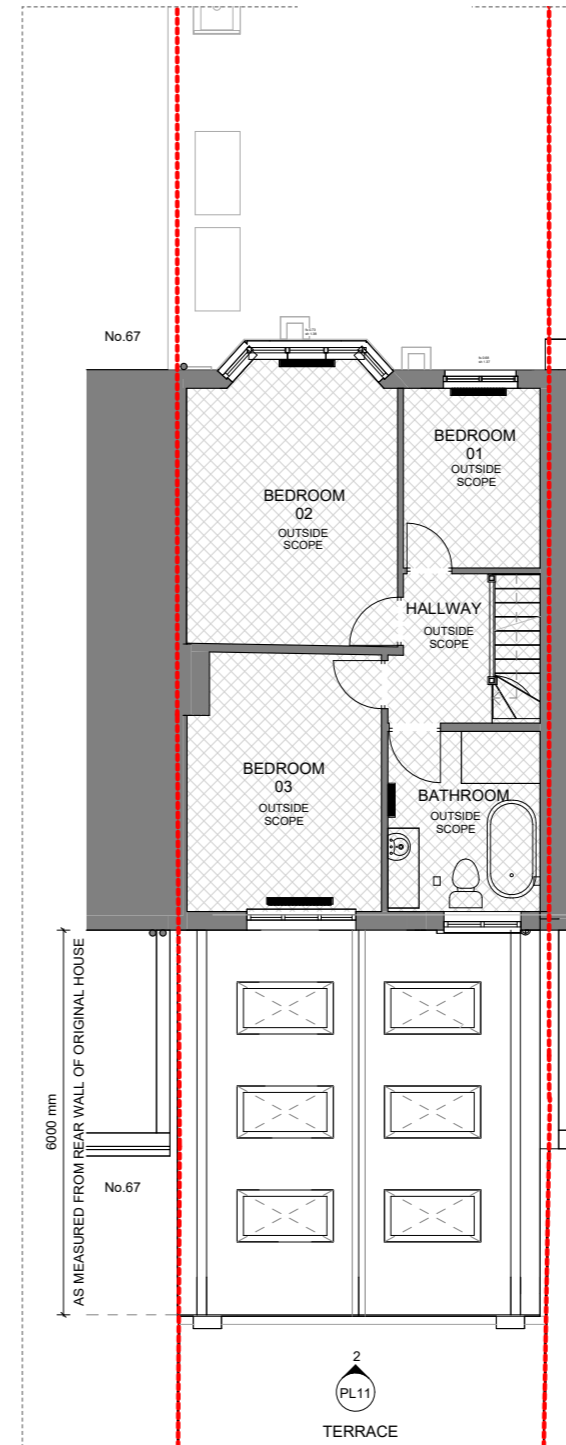 No.67
BEDROOM
01
OUTSIDE
SCOPE
BEDROOM
02
OUTSIDE
SCOPE
HALLWAY
OUTSIDE
SCOPE
BEDROOM
03
OUTSIDE
SCOPE
BATHROOM
OUTSIDE
SCOPE
6000 mm
AS MEASURED FROM REAR WALL OF ORIGINAL HOUSE
No.67
2
PL11
TERRACE